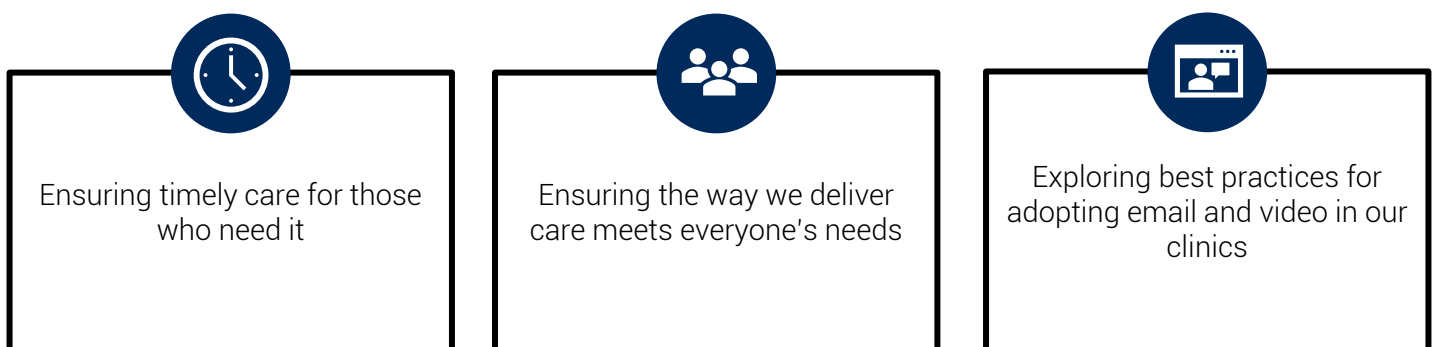 Ensuring timely care for those
who need it
Ensuring the way we deliver
care meets everyone's needs
Exploring best practices for
adopting email and video in our
clinics